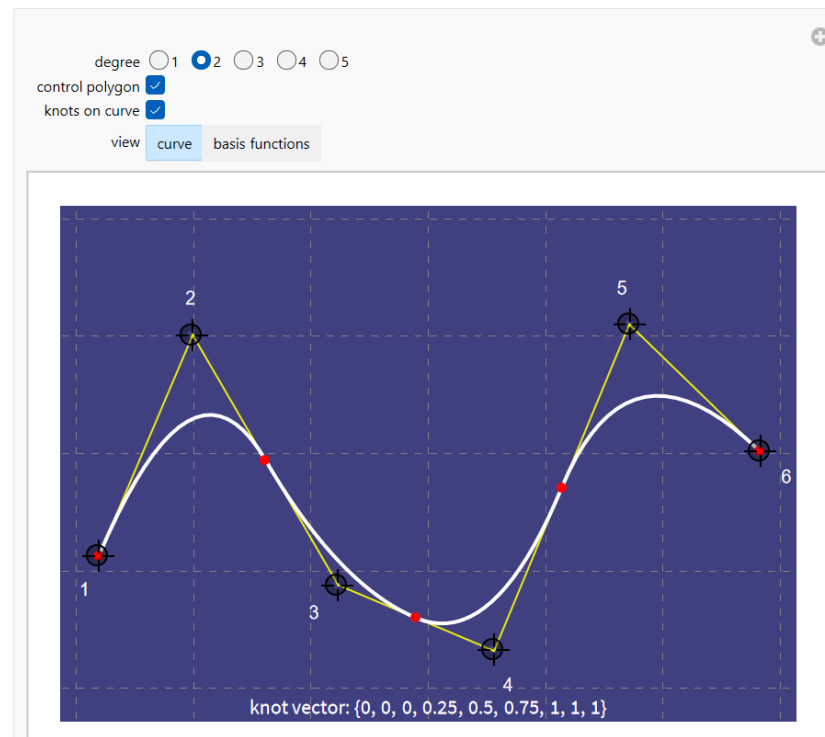 degree 1 2 3 4 5
control polygon
knots on curve
view curve basis functions
2
5
6
1
3
4
knot vector: {0, 0, 0, 0.25, 0.5, 0.75, 1, 1, 1}